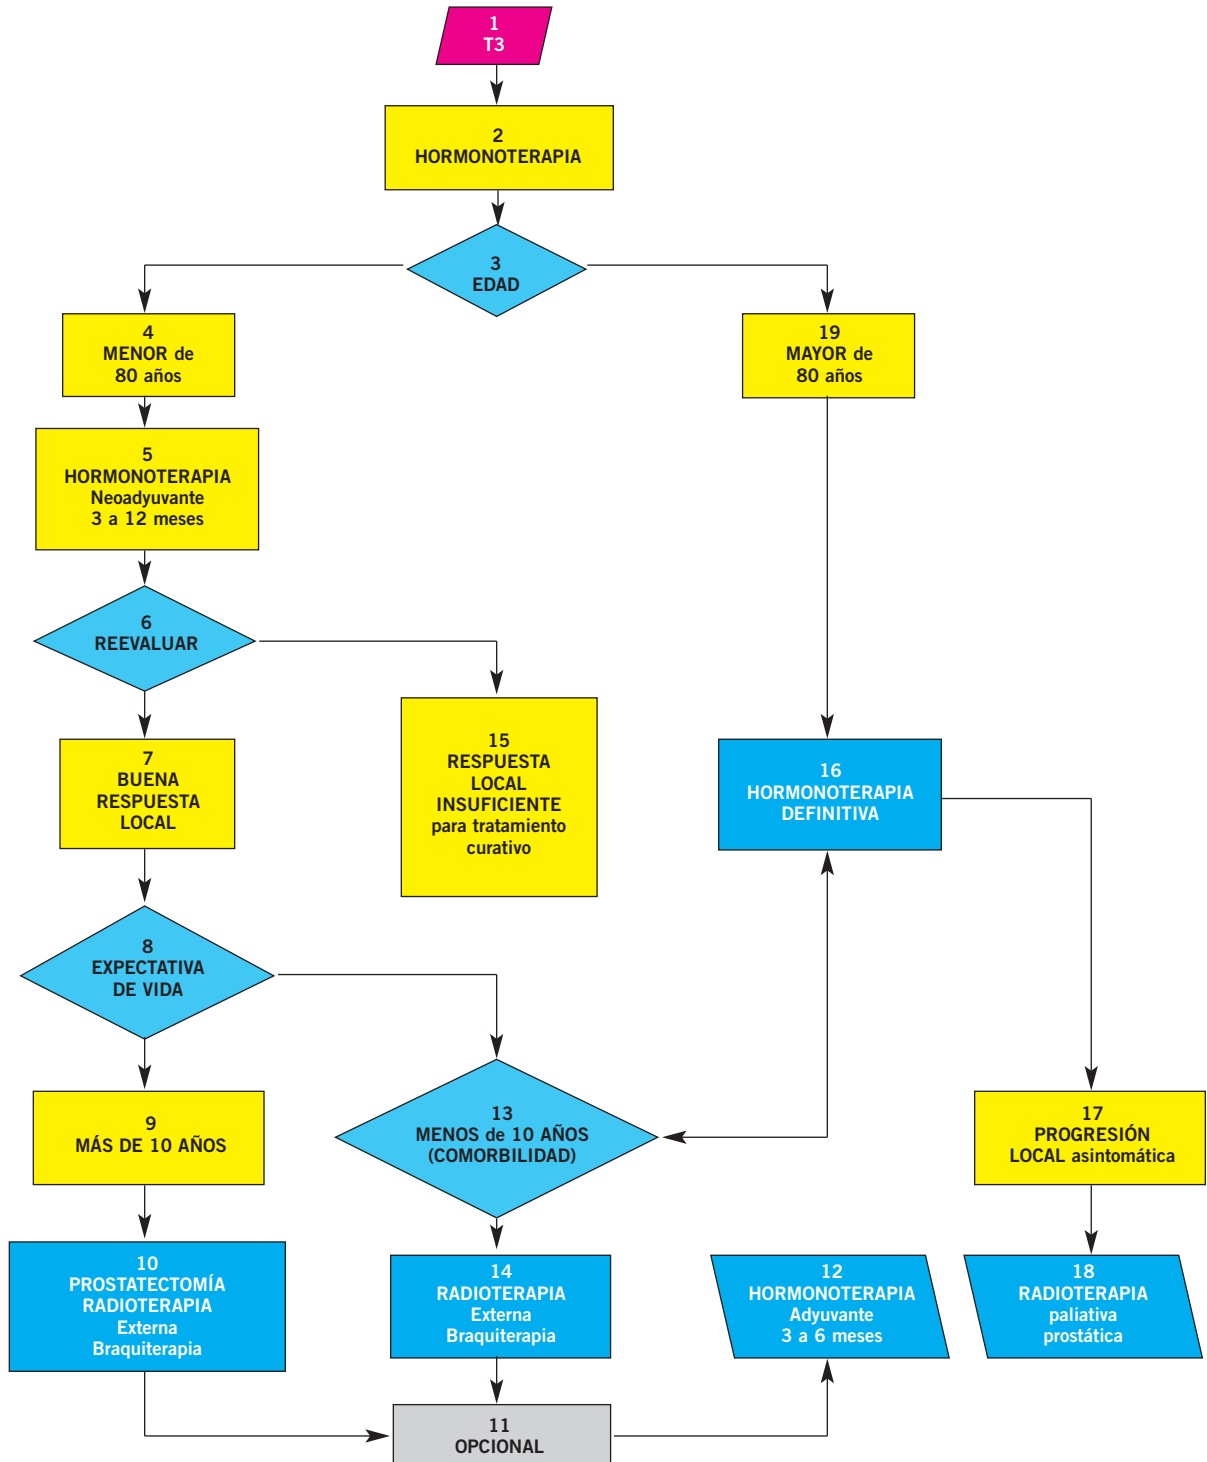 1
T3
2
HORMONOTERAPIA
3
EDAD
4
MENOR de
80 años
19
MAYOR de
80 años
5
HORMONOTERAPIA
Neoadyuvante
3 a 12 meses
6
REEVALUAR
7
BUENA
RESPUESTA
LOCAL
15
RESPUESTA
LOCAL
INSUFICIENTE
para tratamiento
curativo
16
HORMONOTERAPIA
DEFINITIVA
8
EXPECTATIVA
DE VIDA
9
MÁS DE 10 AÑOS
13
MENOS de 10 AÑOS
(COMORBILIDAD)
17
PROGRESIÓN
LOCAL asintomática
10
PROSTATECTOMÍA
RADIOTERAPIA
Externa
Braquiterapia
14
RADIOTERAPIA
Externa
Braquiterapia
12
HORMONOTERAPIA
Adyuvante
3 a 6 meses
18
RADIOTERAPIA
paliativa
prostática
11
OPCIONAL